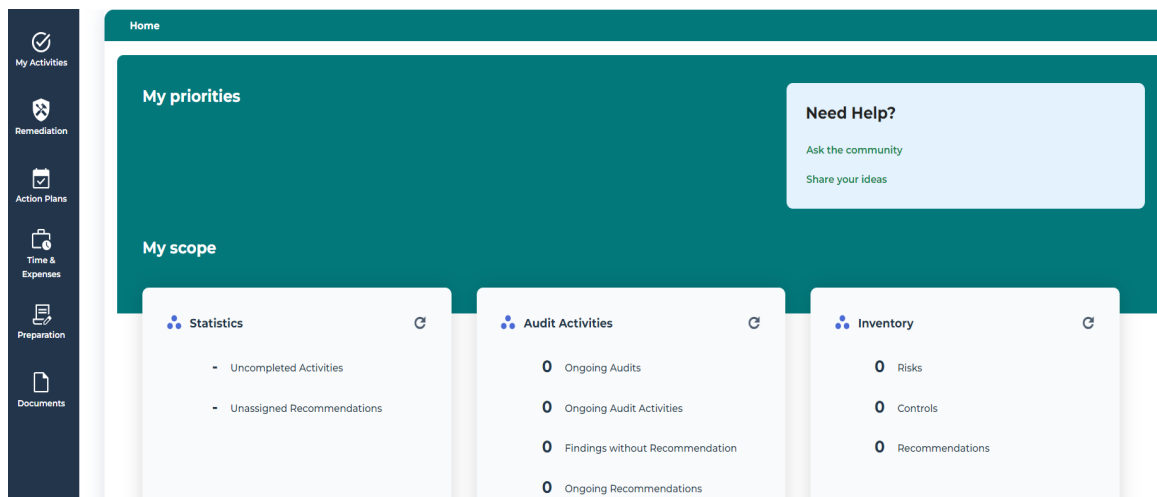 Home
My Activities
Remediation
Action Plans
Time &
Expenses
Preparation
Documents
My priorities
Need Help?
Ask the community
Share your ideas
My scope
Statistics
- Uncompleted Activities
- Unassigned Recommendations
Audit Activities
0 Ongoing Audits
0 Ongoing Audit Activities
0 Findings without Recommendation
0 Ongoing Recommendations
Inventory
0 Risks
0 Controls
0 Recommendations